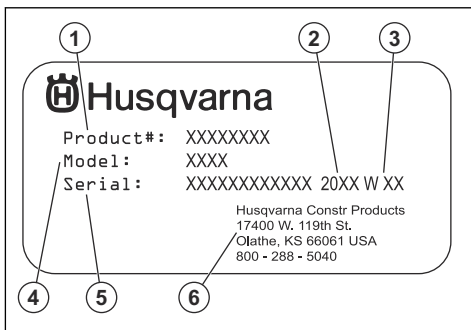 1
2
3
Husqvarna
Product#: XXXXXXXX
Model: XXXX
Serial: XXXXXXXXXXXX 20XX W XX
Husqvarna Constr Products
17400 W. 119th St.
Olathe, KS 66061 USA
800 - 288 - 5040
4
5
6